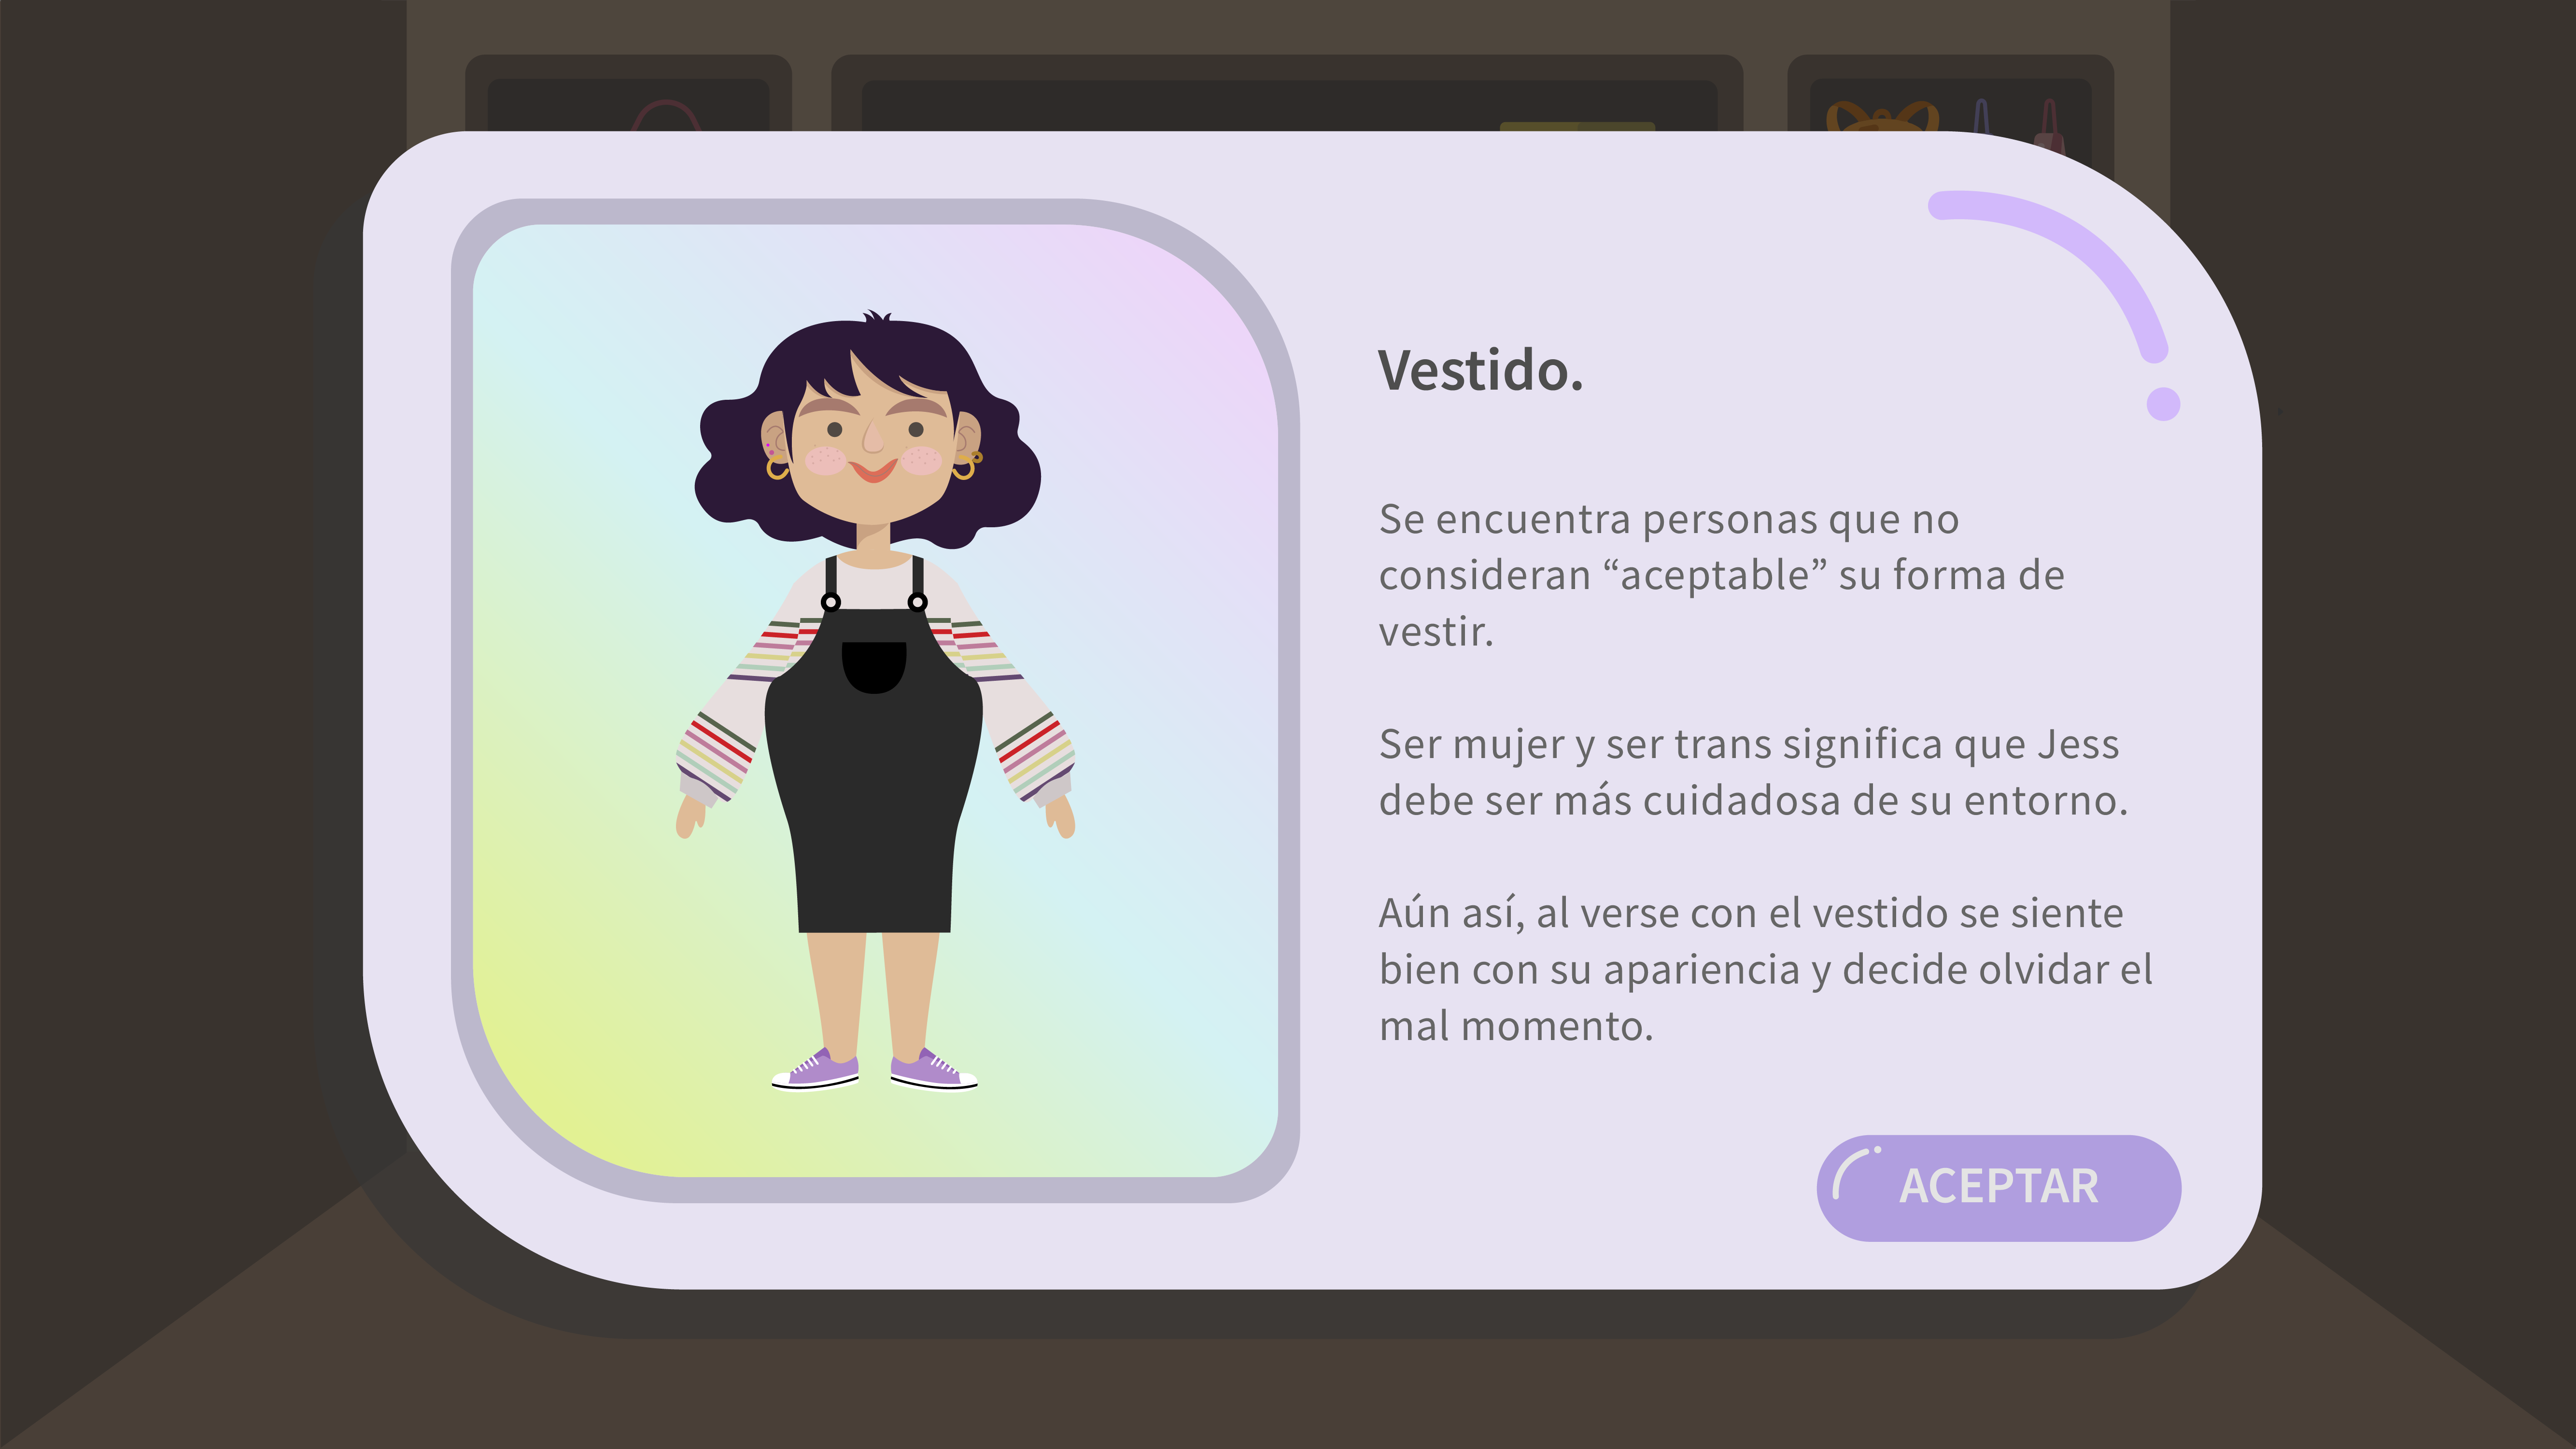 Vestido.
Se encuentra personas que no
consideran “aceptable” su forma de
vestir.
Ser mujer y ser trans significa que Jess
debe ser más cuidadosa de su entorno.
Aún así, al verse con el vestido se siente
bien con su apariencia y decide olvidar el
mal momento.
ACEPTAR